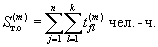 S_{т.о}^{(m)} = \sum_{j=1}^{n} \sum_{l=1}^{k} t_{jl}^{(m)} чел. - ч.